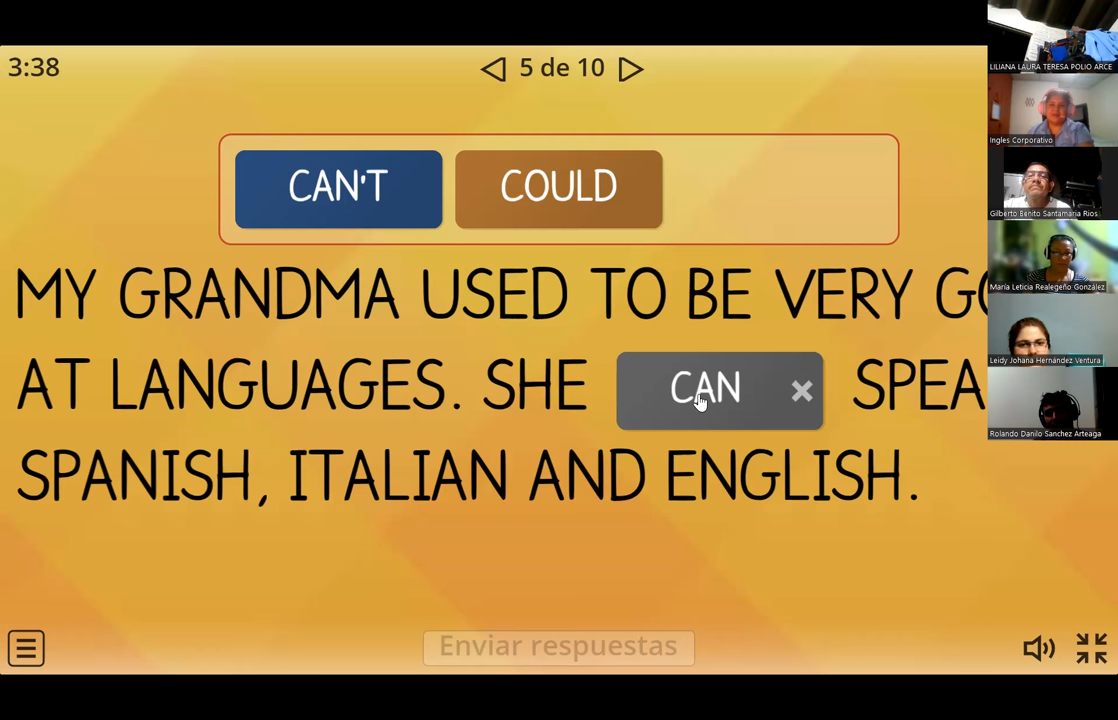 3:38
5 de 10
CAN'T
COULD
MY GRANDMA USED TO BE VERY
AT LANGUAGES. SHE CAN
SPANISH, ITALIAN AND ENGLISH.
Enviar respuestas
LILIANA LAURA TERESA POLIO ARCE
Ingles Corporativo
Gilberto Benito Santamaria Rios
María Leticia Realegeño González
Leidy Johana Hernández Ventura
Rolando Danilo Sanchez Arteaga